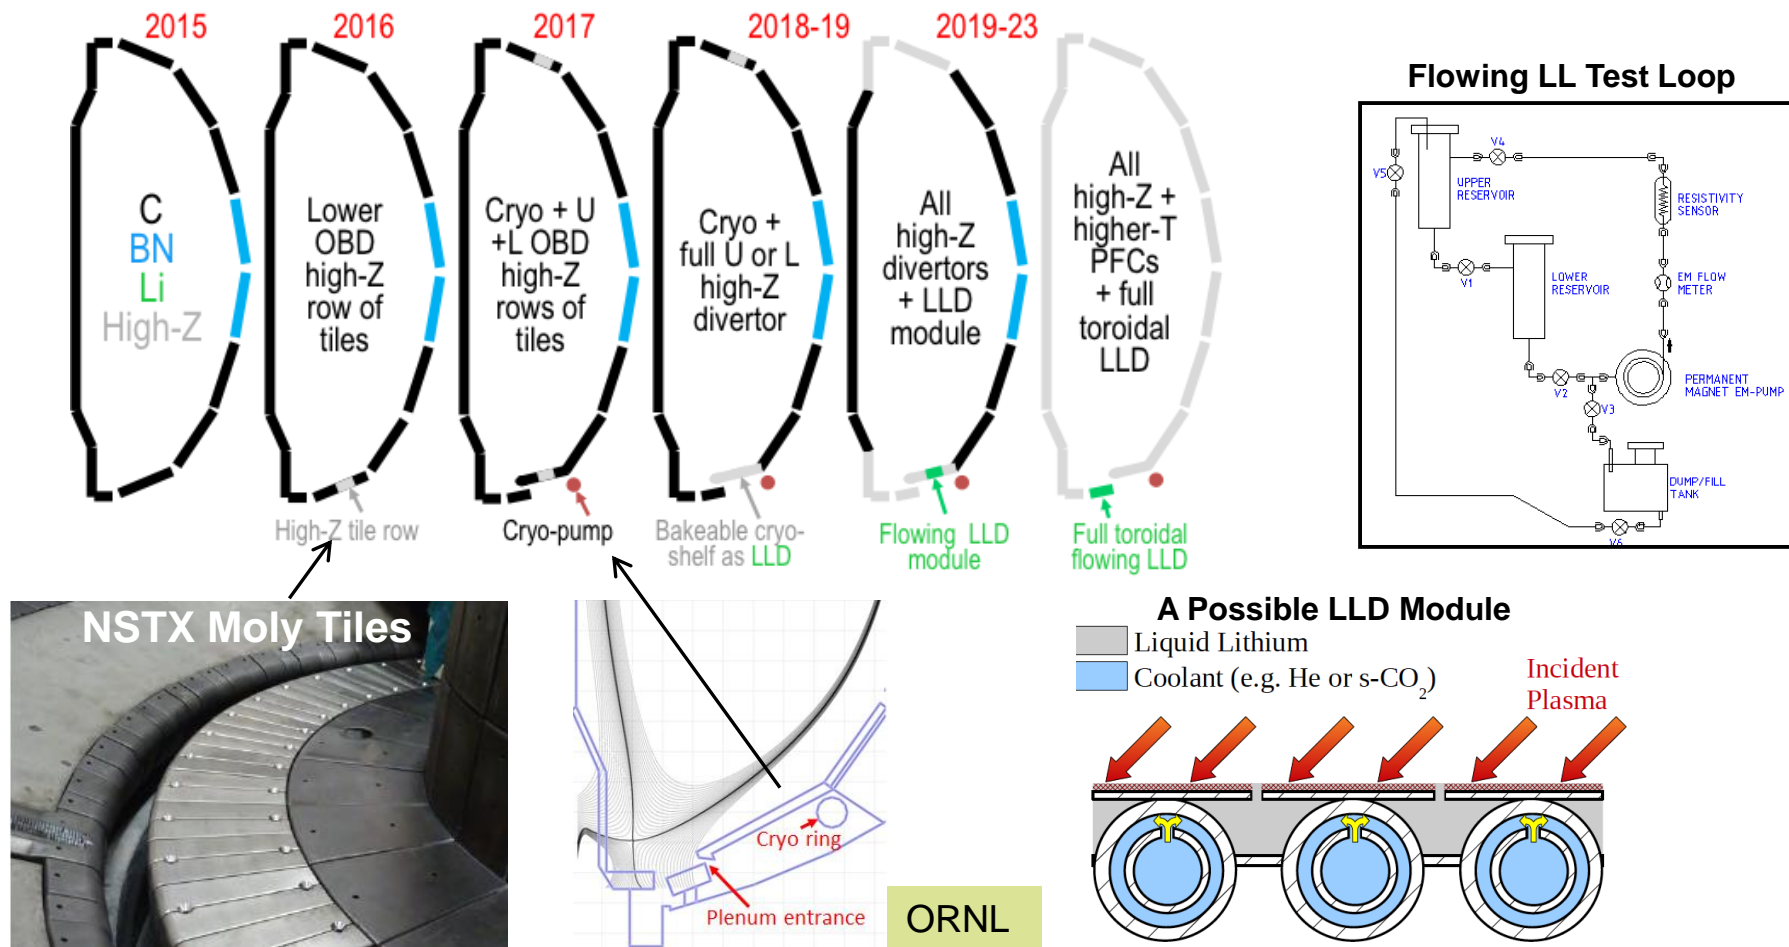 2015
2016
2017
2018-19
2019-23
C
BN
Li
High-Z
Lower
OBD
high-Z
row of
tiles
Cryo + U
+L OBD
high-Z
rows of
tiles
Cryo +
full U or L
high-Z
divertor
All
high-Z
divertors
+ LLD
module
All
high-Z +
higher-T
PFCs
+ full
toroidal
LLD
High-Z tile row
Cryo-pump
Bakeable cryo-
shelf as LLD
Flowing LLD
module
Full toroidal
flowing LLD
Flowing LL Test Loop
V5
UPPER
RESERVOIR
V4
RESISTIVITY
SENSOR
V1
LOWER
RESERVOIR
EM FLOW
METER
V2
V3
PERMANENT
MAGNET EM-PUMP
DUMP/FILL
TANK
V6
NSTX Moly Tiles
Cryo ring
Plenum entrance
ORNL
A Possible LLD Module
Liquid Lithium
Coolant (e.g. He or s-CO2)
Incident
Plasma